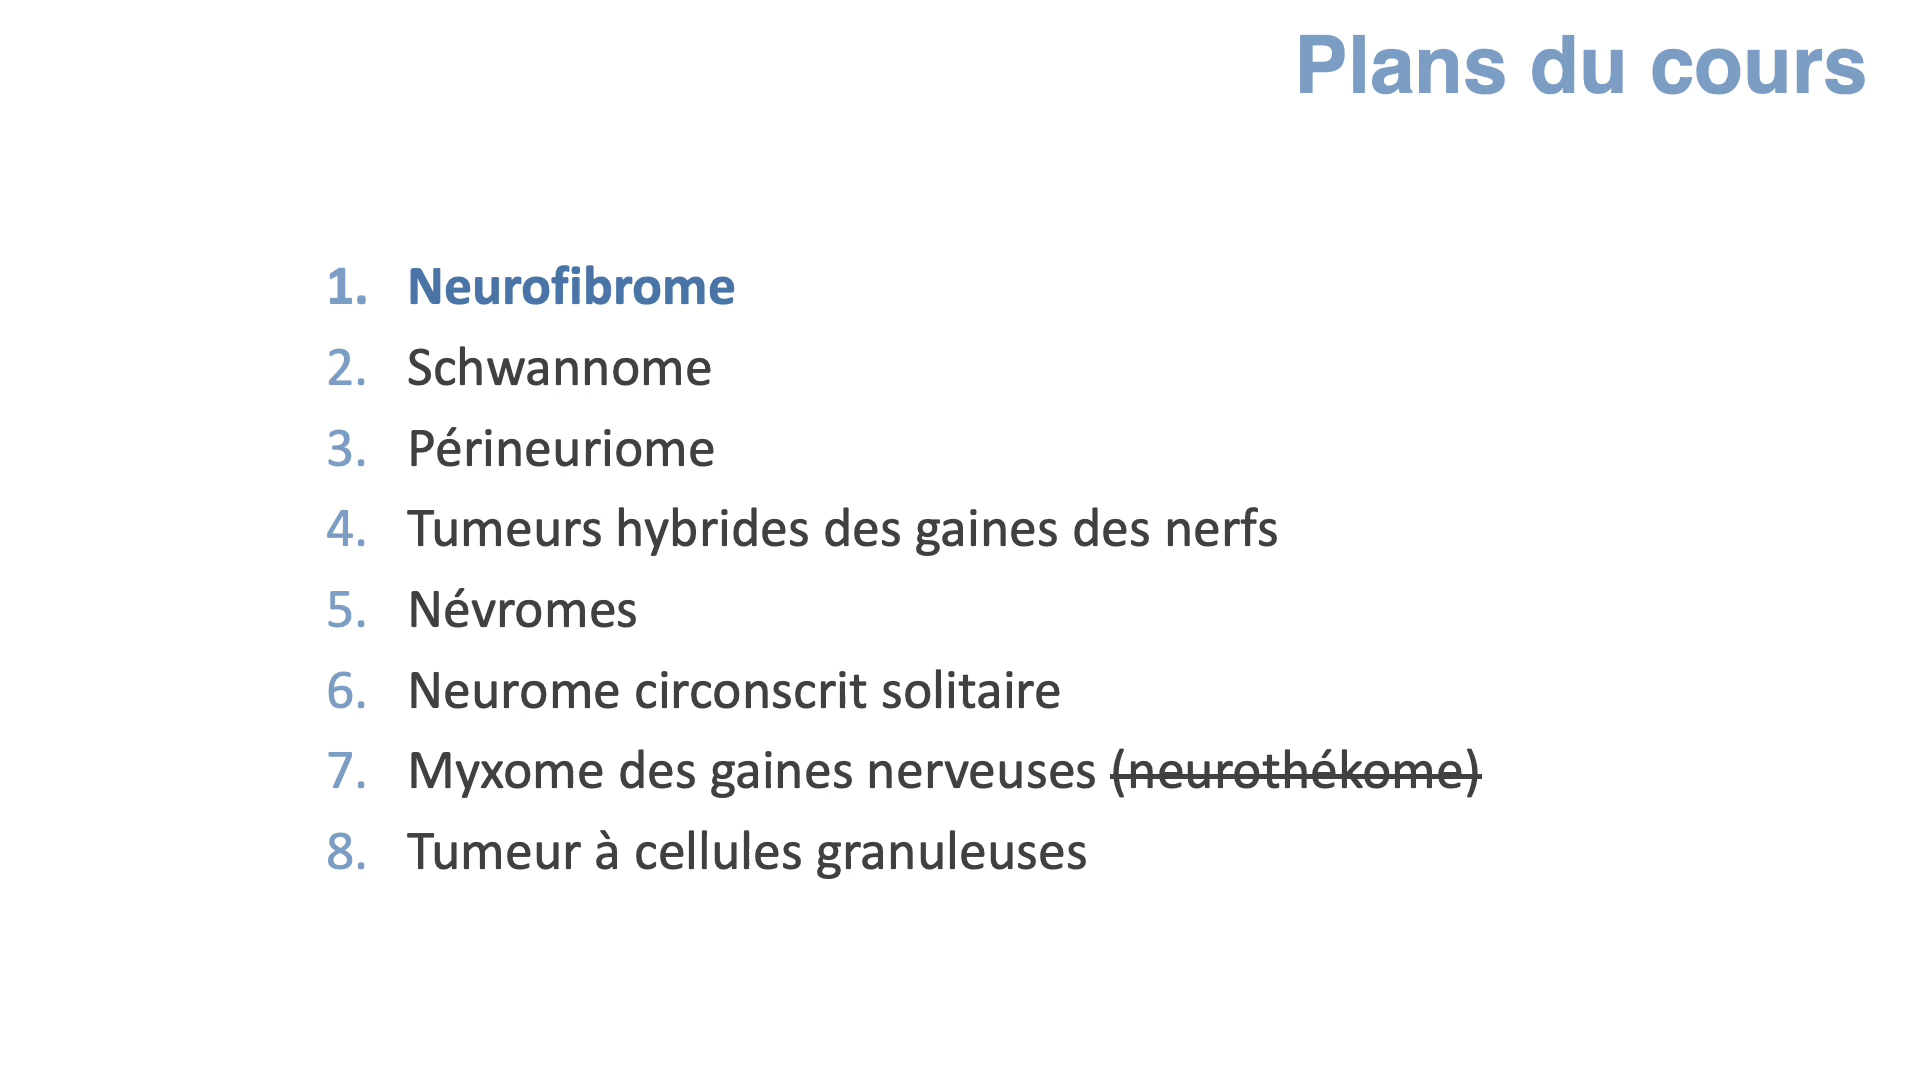 Plans du cours
1. Neurofibrome
2. Schwannome
3. Périneuriome
4. Tumeurs hybrides des gaines des nerfs
5. Névromes
6. Neurome circonscrit solitaire
7. Myxome des gaines nerveuses (neurothékome)
8. Tumeur à cellules granuleuses